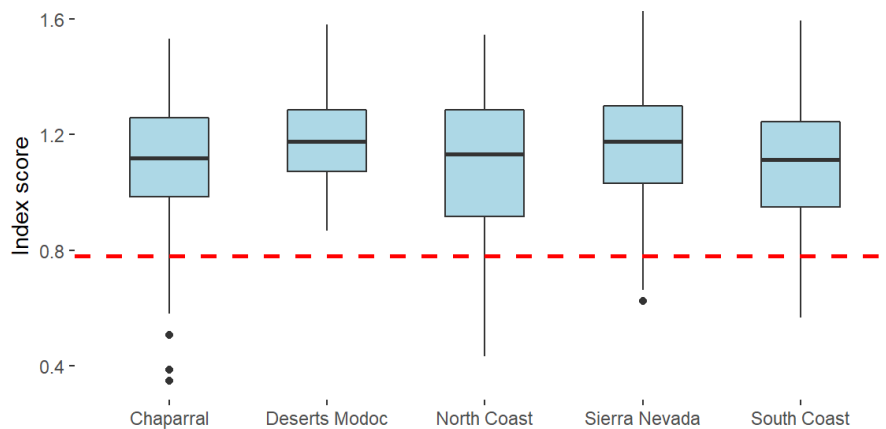 Index score
1.6
1.2
0.8
0.4
Chaparral
Deserts Modoc
North Coast
Sierra Nevada
South Coast